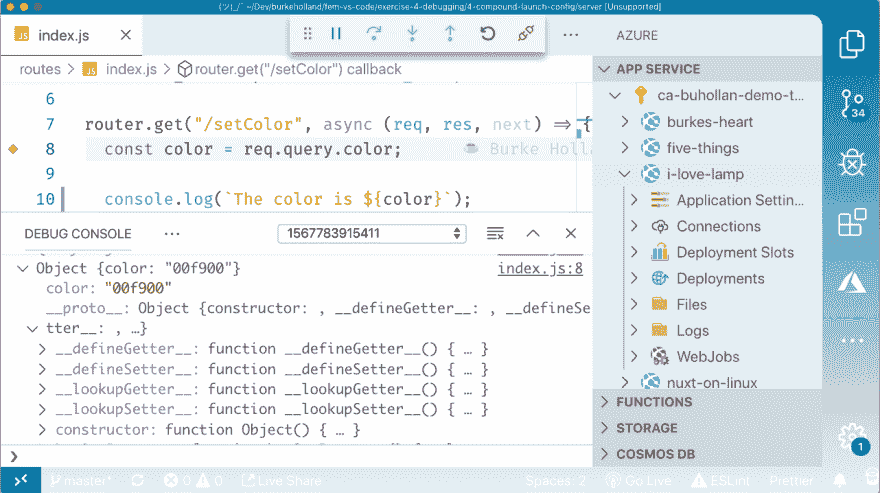 ~/Dev/burkeholland/fem-vs-code/exercise-4-debugging/4-compound-launch-config/server [Unsupported]
JS index.js
AZURE
routes > JS index.js > router.get("/setColor") callback
6
7 router.get("/setColor", async (req, res, next) ⇒ {
8 const color = req.query.color; Burke Holla
9
10 console.log(`The color is ${color}`);
DEBUG CONSOLE ... 1567783915411
Object {color: "00f900"} index.js:8
color: "00f900"
__proto__: Object {constructor: , __defineGetter__: , __defineSe
tter__: , …}
__defineGetter__: function __defineGetter__() { … }
__defineSetter__: function __defineSetter__() { … }
__lookupGetter__: function __lookupGetter__() { … }
__lookupSetter__: function __lookupSetter__() { … }
constructor: function Object() { … }
APP SERVICE
ca-buhollan-demo-t...
burkes-heart
five-things
i-love-lamp
Application Settin...
Connections
Deployment Slots
Deployments
Files
Logs
WebJobs
nuxt-on-linux
FUNCTIONS
STORAGE
COSMOS DB
34
1
master* 0 0 Live Share Spaces: 2 Go Live ESLint Prettier